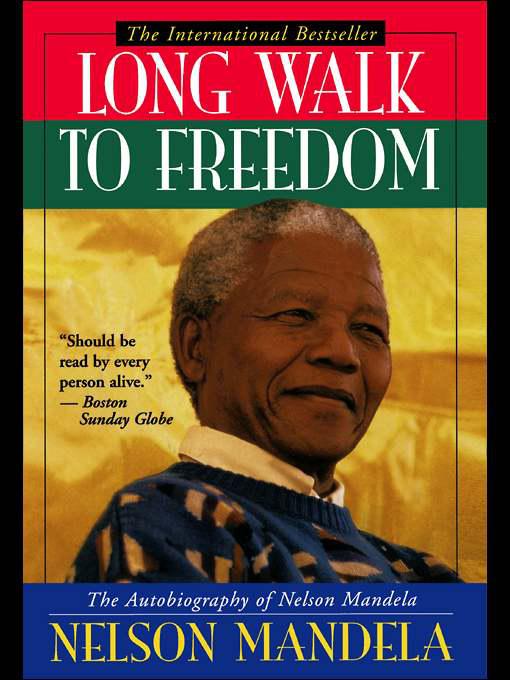 The International Bestseller
LONG WALK
TO FREEDOM
“Should be
read by every
person alive.”
— Boston
Sunday Globe
The Autobiography of Nelson Mandela
NELSON MANDELA